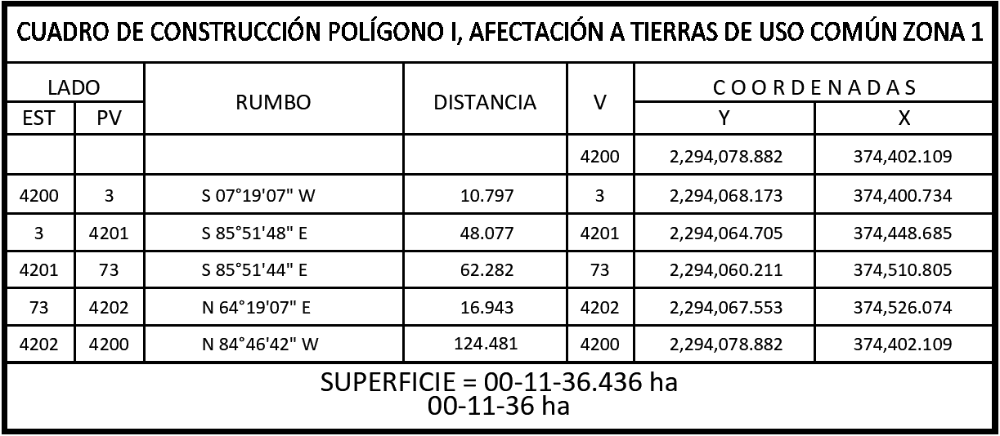 CUADRO DE CONSTRUCCIÓN POLÍGONO I, AFECTACIÓN A TIERRAS DE USO COMÚN ZONA 1
LADO RUMBO DISTANCIA V C O O R D E N A D A S
EST PV Y X
4200 2,294,078.882 374,402.109
4200 3 S 07°19'07" W 10.797 3 2,294,068.173 374,400.734
3 4201 S 85°51'48" E 48.077 4201 2,294,064.705 374,448.685
4201 73 S 85°51'44" E 62.282 73 2,294,060.211 374,510.805
73 4202 N 64°19'07" E 16.943 4202 2,294,067.553 374,526.074
4202 4200 N 84°46'42" W 124.481 4200 2,294,078.882 374,402.109
SUPERFICIE = 00-11-36.436 ha
00-11-36 ha